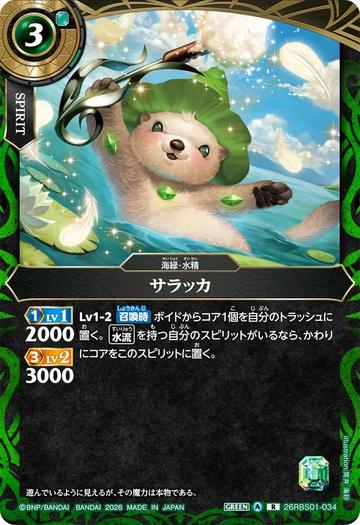 3
SPIRIT
かいりょく すいせい
海緑・水精
サラッカ
1 LV1
2000
3 LV2
3000
Lv1-2 召喚時 ボイドからコア1個を自分のトラッシュに
置く。水流を持つ自分のスピリットがいるなら、かわり
にコアをこのスピリットに置く。
遊んでいるように見えるが、その魔力は本物である。
©BNP/BANDAI BANDAI 2026 MADE IN JAPAN
GREEN A R 26RBS01-034